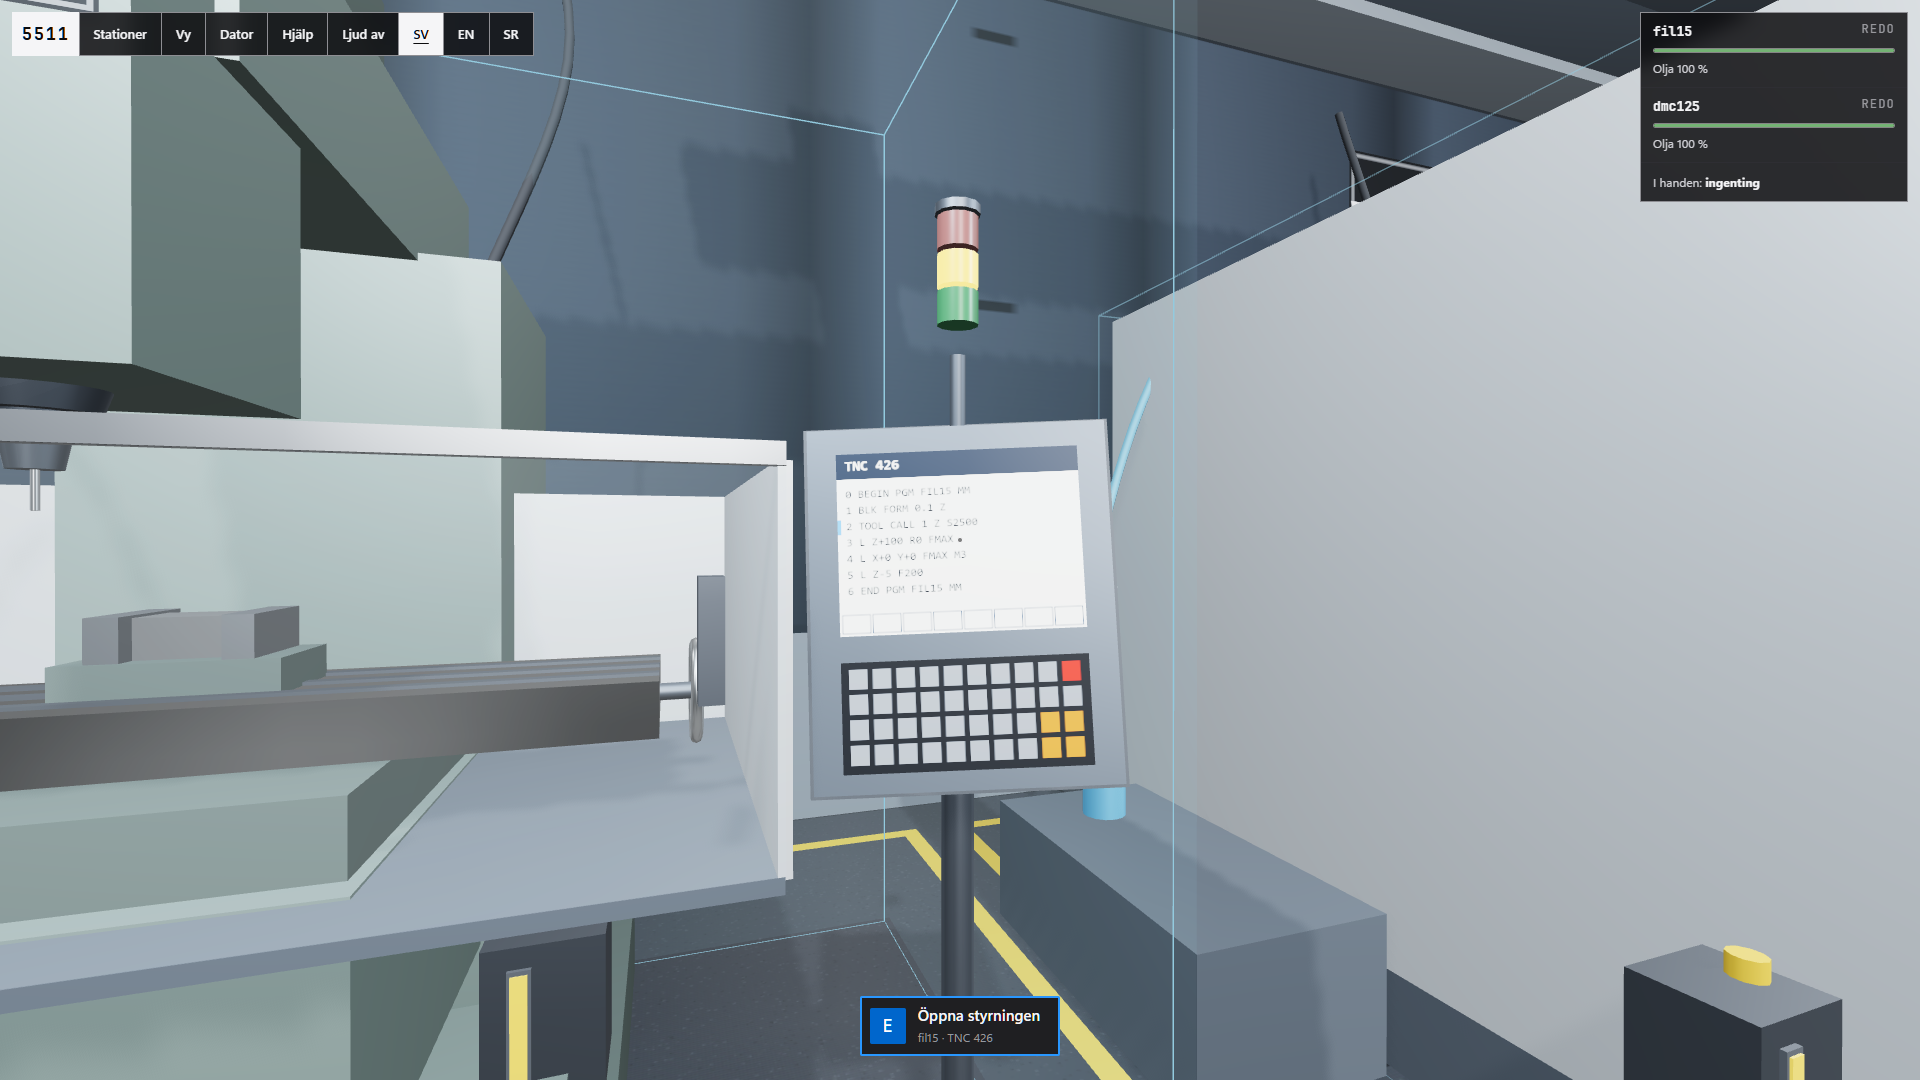 5511 Stationer Vy Dator Hjälp Ljud av SV EN SR
fil15 REDO
Olja 100 %
dmc125 REDO
Olja 100 %
I handen: ingenting
TNC 426
0 BEGIN PGM FIL15 MM
1 BLK FORM 0.1 Z
2 TOOL CALL 1 Z S2500
3 L Z+100 R0 FMAX
4 L X+0 Y+0 FMAX M3
5 L Z-5 F200
6 END PGM FIL15 MM
E Öppna styrningen
fil15 · TNC 426